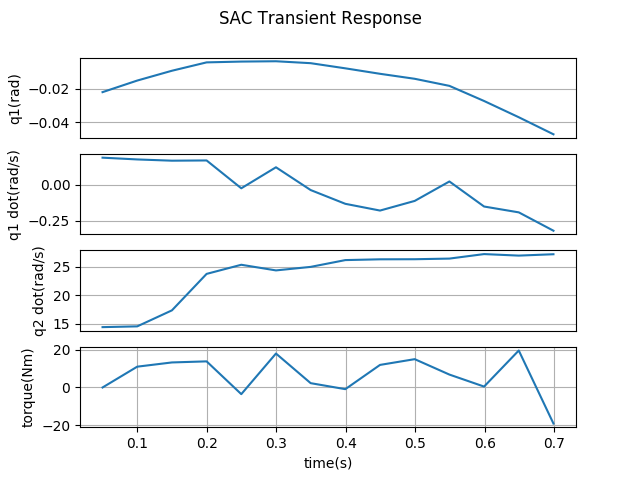 SAC Transient Response
q1(rad)
−0.02
−0.04
q1 dot(rad/s)
0.00
−0.25
q2 dot(rad/s)
25
20
15
torque(Nm)
20
0
−20
0.1 0.2 0.3 0.4 0.5 0.6 0.7
time(s)